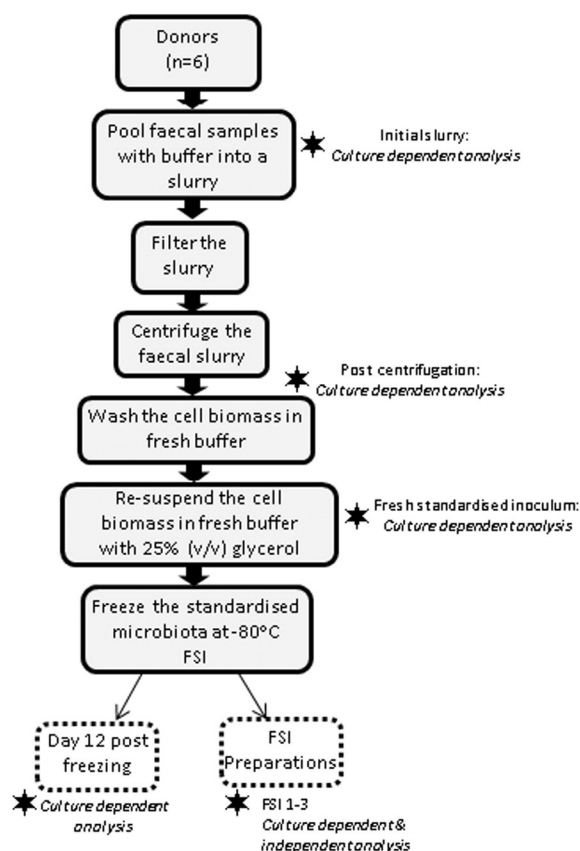 Donors
(n=6)
Pool faecal samples
with buffer into a
slurry
Initial slurry:
Culture dependent analysis
Filter the
slurry
Centrifuge the
faecal slurry
Post centrifugation:
Culture dependent analysis
Wash the cell biomass in
fresh buffer
Re-suspend the cell
biomass in fresh buffer
with 25% (v/v) glycerol
Fresh standardised inoculum:
Culture dependent analysis
Freeze the standardised
microbiota at -80°C
FSI
Day 12 post
freezing
Culture dependent
analysis
FSI
Preparations
FSI 1-3
Culture dependent &
independent analysis